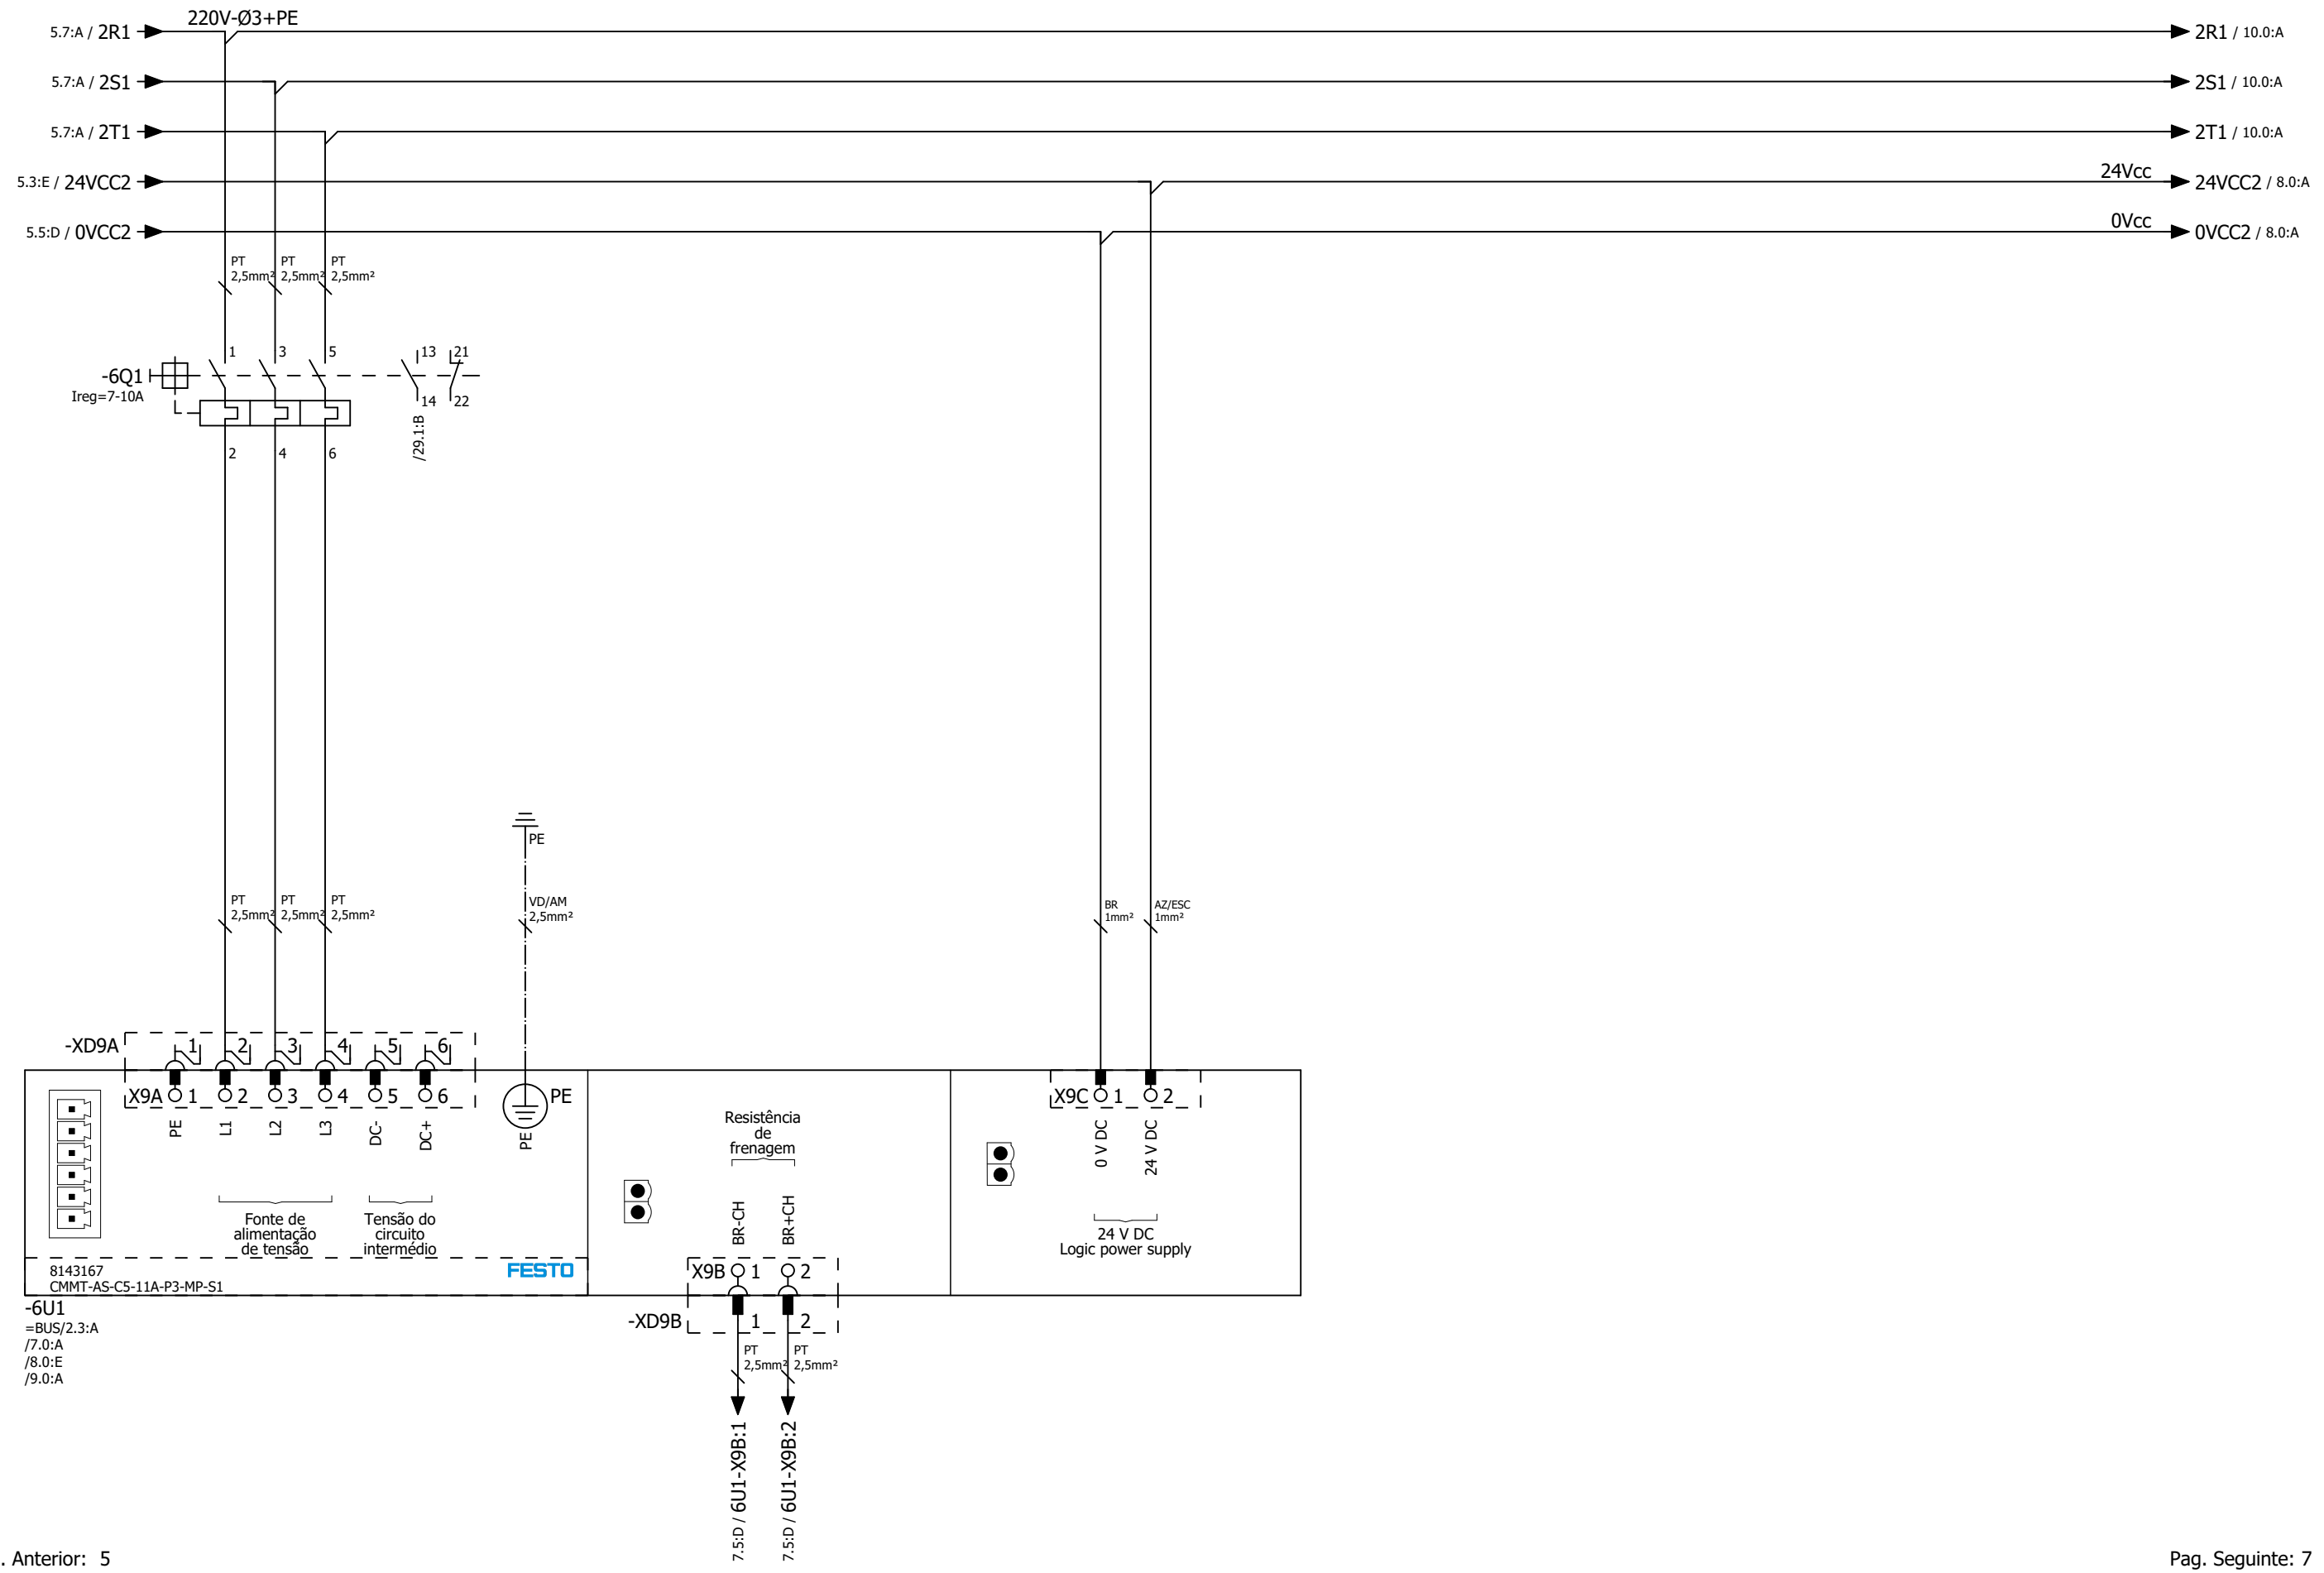 220V-Ø3+PE
5.7:A / 2R1
2R1 / 10.0:A
5.7:A / 2S1
2S1 / 10.0:A
5.7:A / 2T1
2T1 / 10.0:A
5.3:E / 24VCC2
24Vcc
24VCC2 / 8.0:A
5.5:D / 0VCC2
0Vcc
0VCC2 / 8.0:A
PT PT PT
2,5mm² 2,5mm² 2,5mm²
1 3 5 13 21
-6Q1
Ireg=7-10A
14 22
/29.1:B
2 4 6
PE
PT PT PT
2,5mm² 2,5mm² 2,5mm²
VD/AM
2,5mm²
BR
1mm²
AZ/ESC
1mm²
-XD9A 1 2 3 4 5 6
X9A 1 2 3 4 5 6
PE
X9C 1 2
PE L1 L2 L3 DC- DC+ PE
Resistência
de
frenagem
0 V DC 24 V DC
BR-CH BR+CH
Fonte de
alimentação
de tensão
Tensão do
circuito
intermédio
24 V DC
Logic power supply
8143167
CMMT-AS-C5-11A-P3-MP-S1
FESTO
X9B 1 2
-6U1
=BUS/2.3:A
/7.0:A
/8.0:E
/9.0:A
-XD9B 1 2
PT PT
2,5mm² 2,5mm²
7.5:D / 6U1-X9B:1
7.5:D / 6U1-X9B:2
. Anterior: 5
Pag. Seguinte: 7